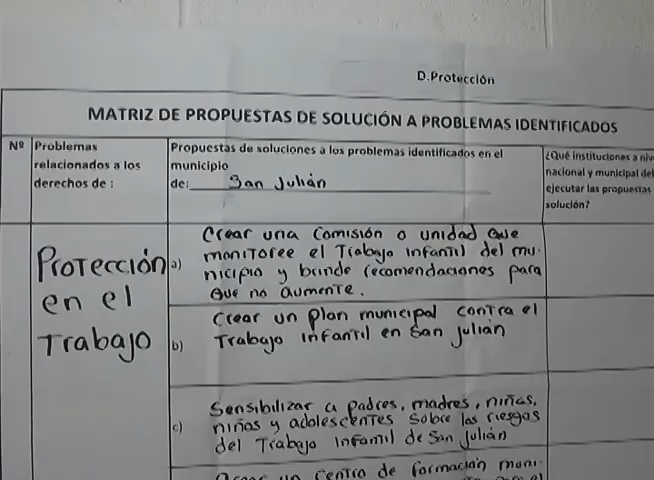 D.Protección
MATRIZ DE PROPUESTAS DE SOLUCIÓN A PROBLEMAS IDENTIFICADOS
Nº
Problemas
relacionados a los
derechos de :
Propuestas de soluciones a los problemas identificados en el
municipio
de: San Julián
¿Qué instituciones a niv
nacional y municipal de
ejecutar las propuestas
solución?
Protección
en el
Trabajo
a)
Crear una Comisión o unidad que
monitoree el Trabajo infantil del mu-
nicipio y brinde recomendaciones para
que no aumente.
b)
Crear un plan municipal contra el
Trabajo infantil en San Julián
c)
Sensibilizar a padres, madres, niñas,
niños y adolescentes sobre los riesgos
del Trabajo Infantil de San Julián
un centro de formación muni-